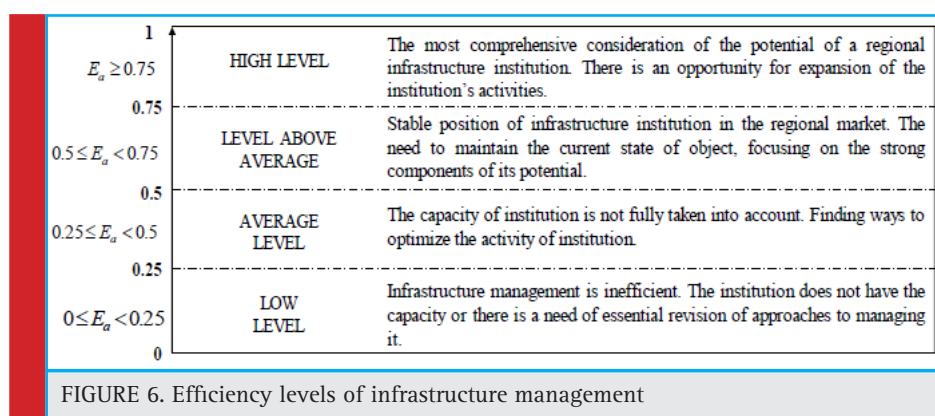 1
E_a ≥ 0.75
HIGH LEVEL
The most comprehensive consideration of the potential of a regional
infrastructure institution. There is an opportunity for expansion of the
institution's activities.
0.75
0.5 ≤ E_a < 0.75
LEVEL ABOVE
AVERAGE
Stable position of infrastructure institution in the regional market. The
need to maintain the current state of object, focusing on the strong
components of its potential.
0.5
0.25 ≤ E_a < 0.5
AVERAGE
LEVEL
The capacity of institution is not fully taken into account. Finding ways to
optimize the activity of institution.
0.25
0 ≤ E_a < 0.25
LOW
LEVEL
Infrastructure management is inefficient. The institution does not have the
capacity or there is a need of essential revision of approaches to managing
it.
0
FIGURE 6. Efficiency levels of infrastructure management